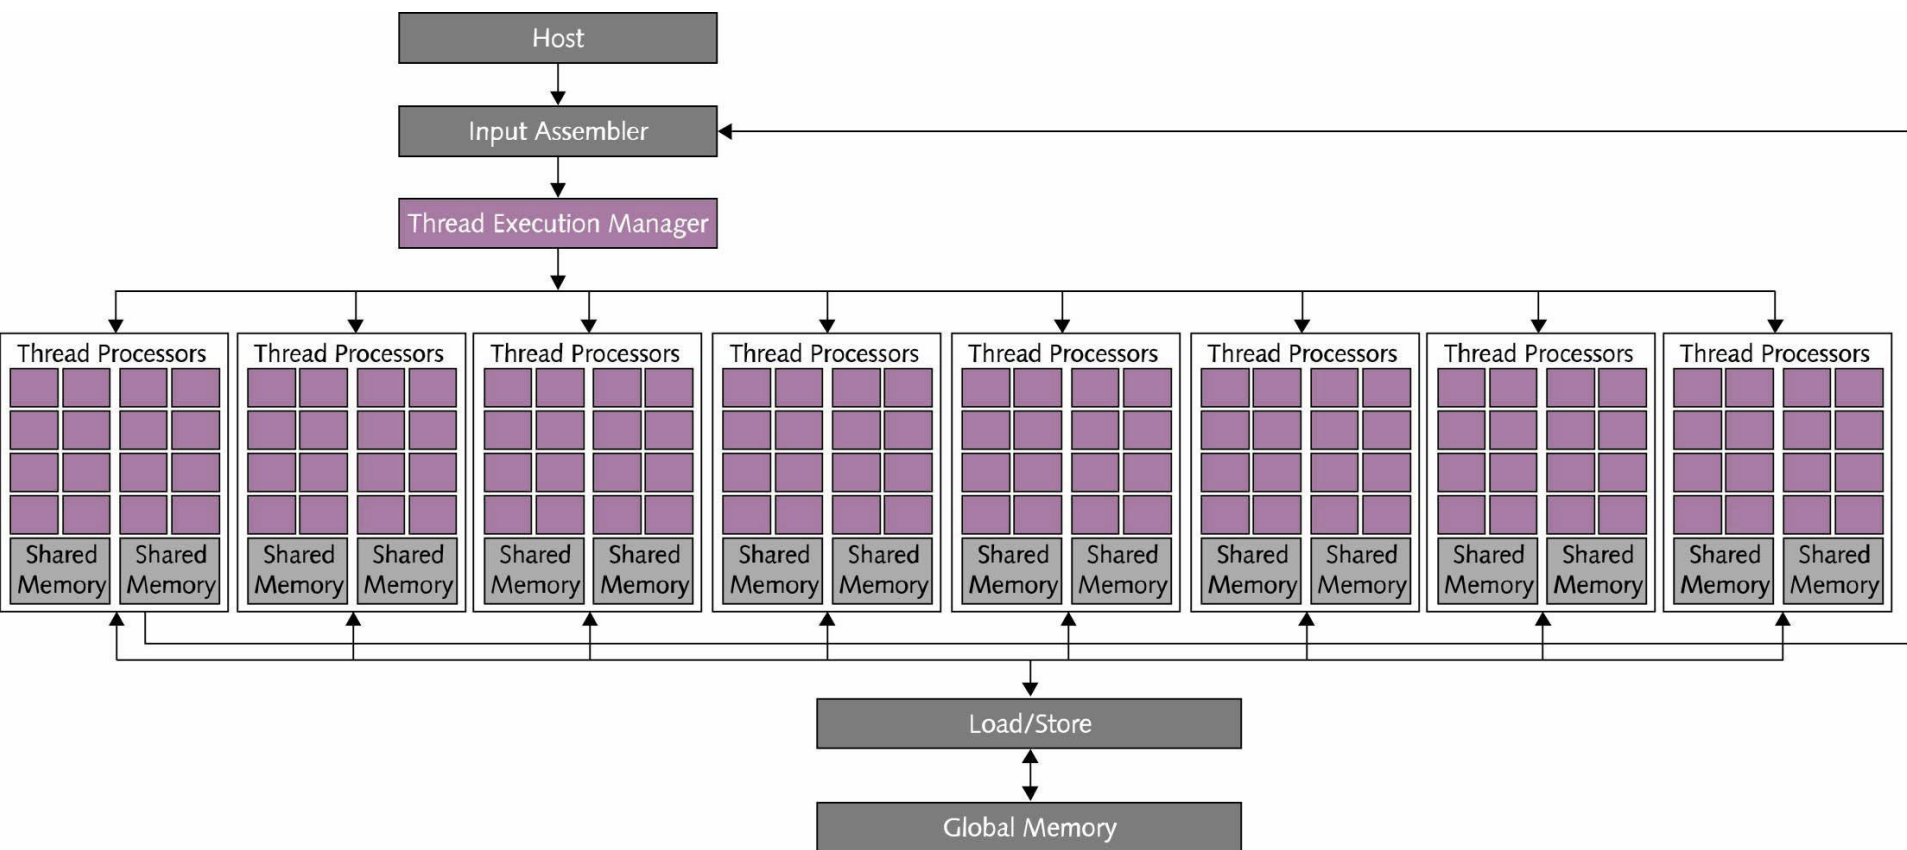 Host
Input Assembler
Thread Execution Manager
Thread Processors
Thread Processors
Thread Processors
Thread Processors
Thread Processors
Thread Processors
Thread Processors
Thread Processors
Shared
Memory
Shared
Memory
Shared
Memory
Shared
Memory
Shared
Memory
Shared
Memory
Shared
Memory
Shared
Memory
Shared
Memory
Shared
Memory
Shared
Memory
Shared
Memory
Shared
Memory
Shared
Memory
Shared
Memory
Shared
Memory
Load/Store
Global Memory